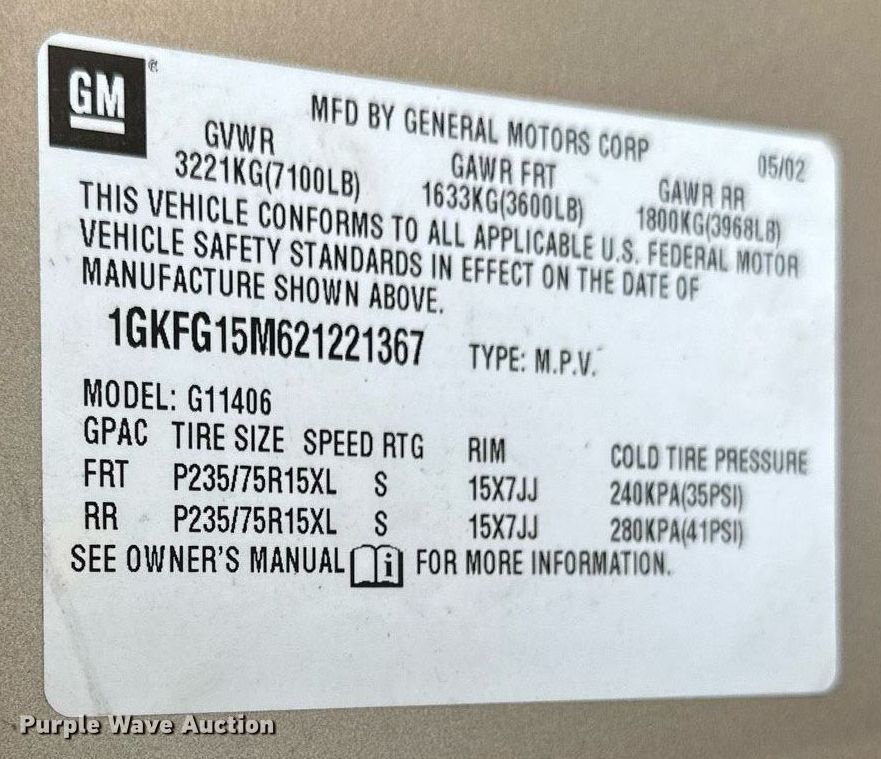 GM
MFD BY GENERAL MOTORS CORP 05/02
GVWR GAWR FRT GAWR RR
3221KG(7100LB) 1633KG(3600LB) 1800KG(3968LB)
THIS VEHICLE CONFORMS TO ALL APPLICABLE U.S. FEDERAL MOTOR
VEHICLE SAFETY STANDARDS IN EFFECT ON THE DATE OF
MANUFACTURE SHOWN ABOVE.
1GKFG15M621221367 TYPE: M.P.V.
MODEL: G11406
GPAC TIRE SIZE SPEED RTG RIM COLD TIRE PRESSURE
FRT P235/75R15XL S 15X7JJ 240KPA(35PSI)
RR P235/75R15XL S 15X7JJ 280KPA(41PSI)
SEE OWNER'S MANUAL i FOR MORE INFORMATION.
Purple Wave Auction